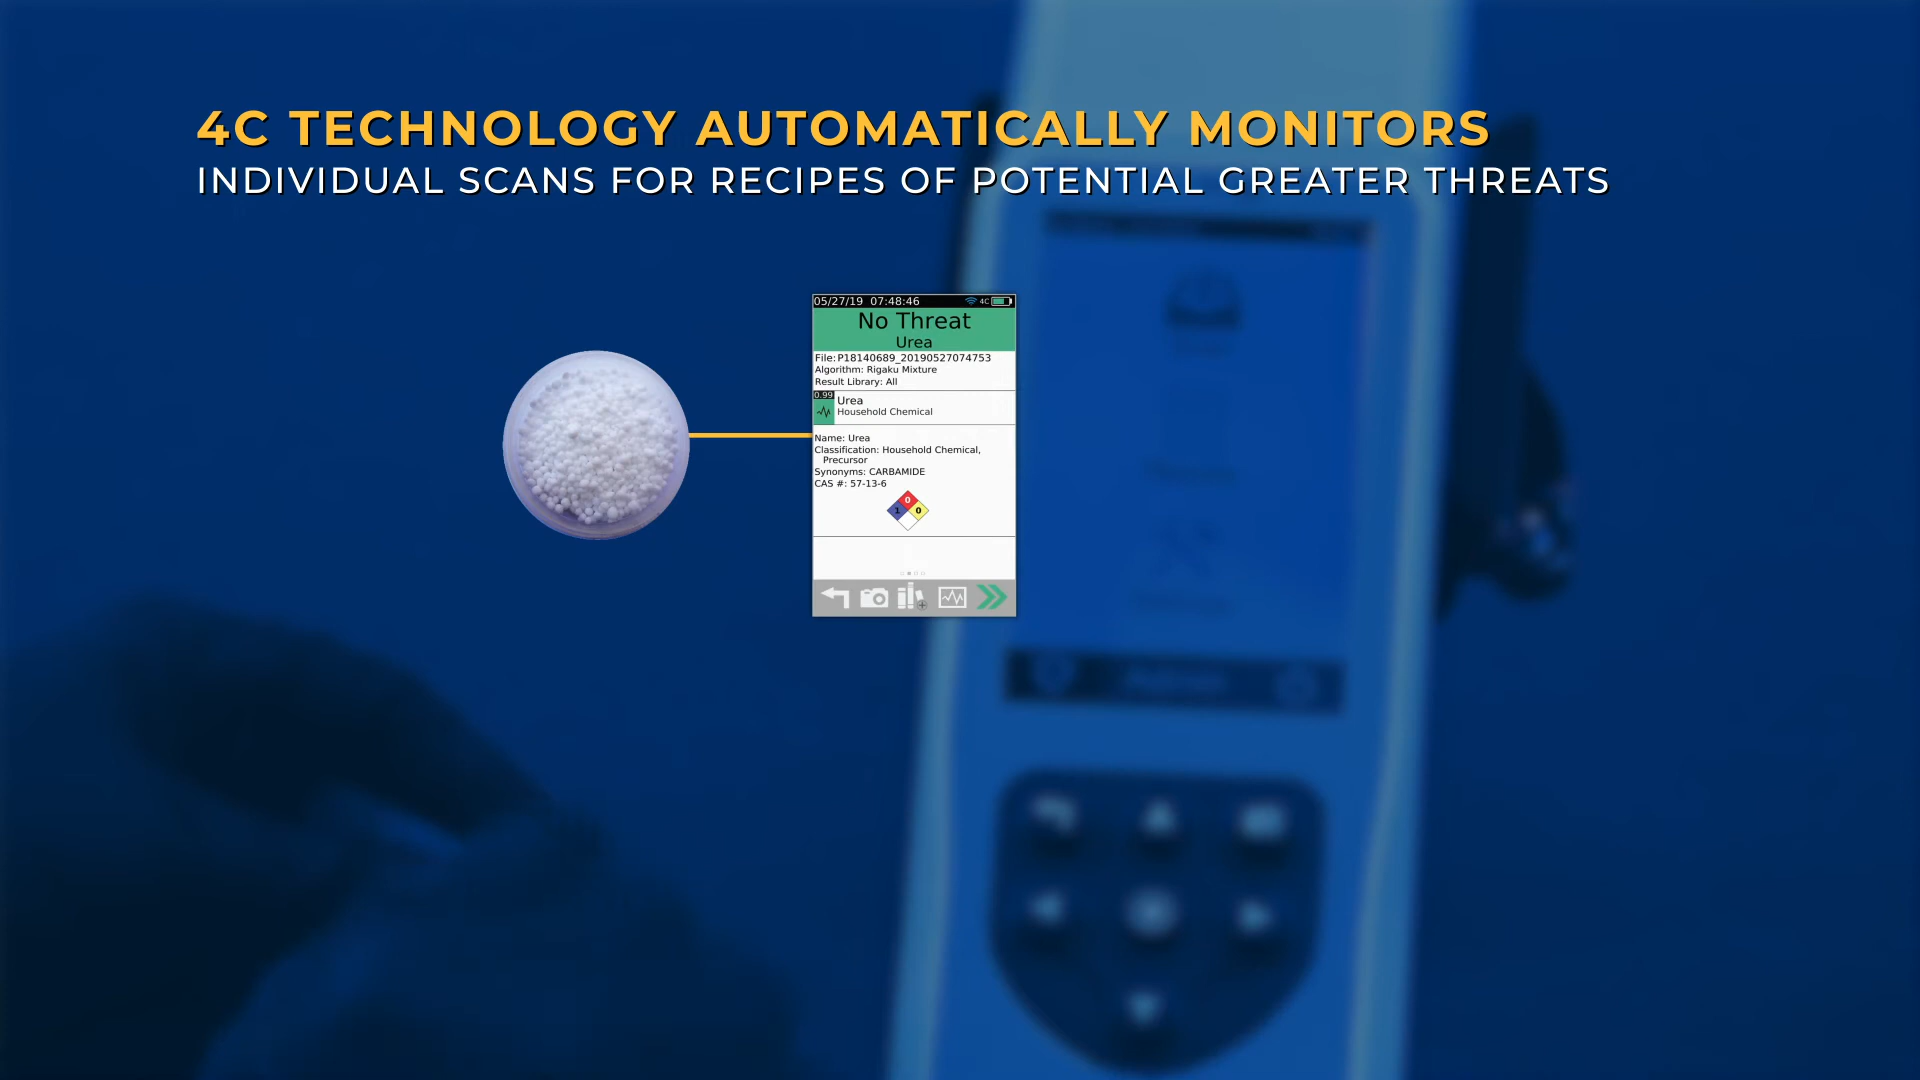 4C TECHNOLOGY AUTOMATICALLY MONITORS
INDIVIDUAL SCANS FOR RECIPES OF POTENTIAL GREATER THREATS
05/27/19 07:48:46 4C
No Threat
Urea
File: P18140689_20190527074753
Algorithm: Rigaku Mixture
Result Library: All
0.99
Urea
Household Chemical
Name: Urea
Classification: Household Chemical,
Precursor
Synonyms: CARBAMIDE
CAS #: 57-13-6
0
1 0